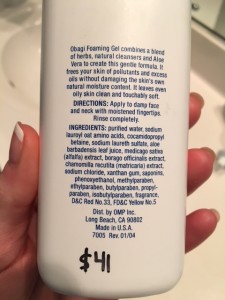 Obagi Foaming Gel combines a blend
of herbs, natural cleansers and Aloe
Vera to create this gentle formula. It
frees your skin of pollutants and excess
oils without damaging the skin's own
natural moisture content. It leaves even
oily skin clean and touchably soft.
DIRECTIONS: Apply to damp face
and neck with moistened fingertips.
Rinse completely.
INGREDIENTS: purified water, sodium
lauroyl oat amino acids, cocamidopropyl
betaine, sodium laureth sulfate, aloe
barbadensis leaf juice, medicago sativa
(alfalfa) extract, borago officinalis extract,
chamomilla recutita (matricaria) extract,
sodium chloride, xanthan gum, saponins,
phenoxyethanol, methylparaben,
ethylparaben, butylparaben, propyl-
paraben, isobutylparaben, fragrance,
D&C Red No.33, FD&C Yellow No.5
Dist. by OMP Inc.
Long Beach, CA 90802
Made in U.S.A.
7005 Rev. 01/04
$41